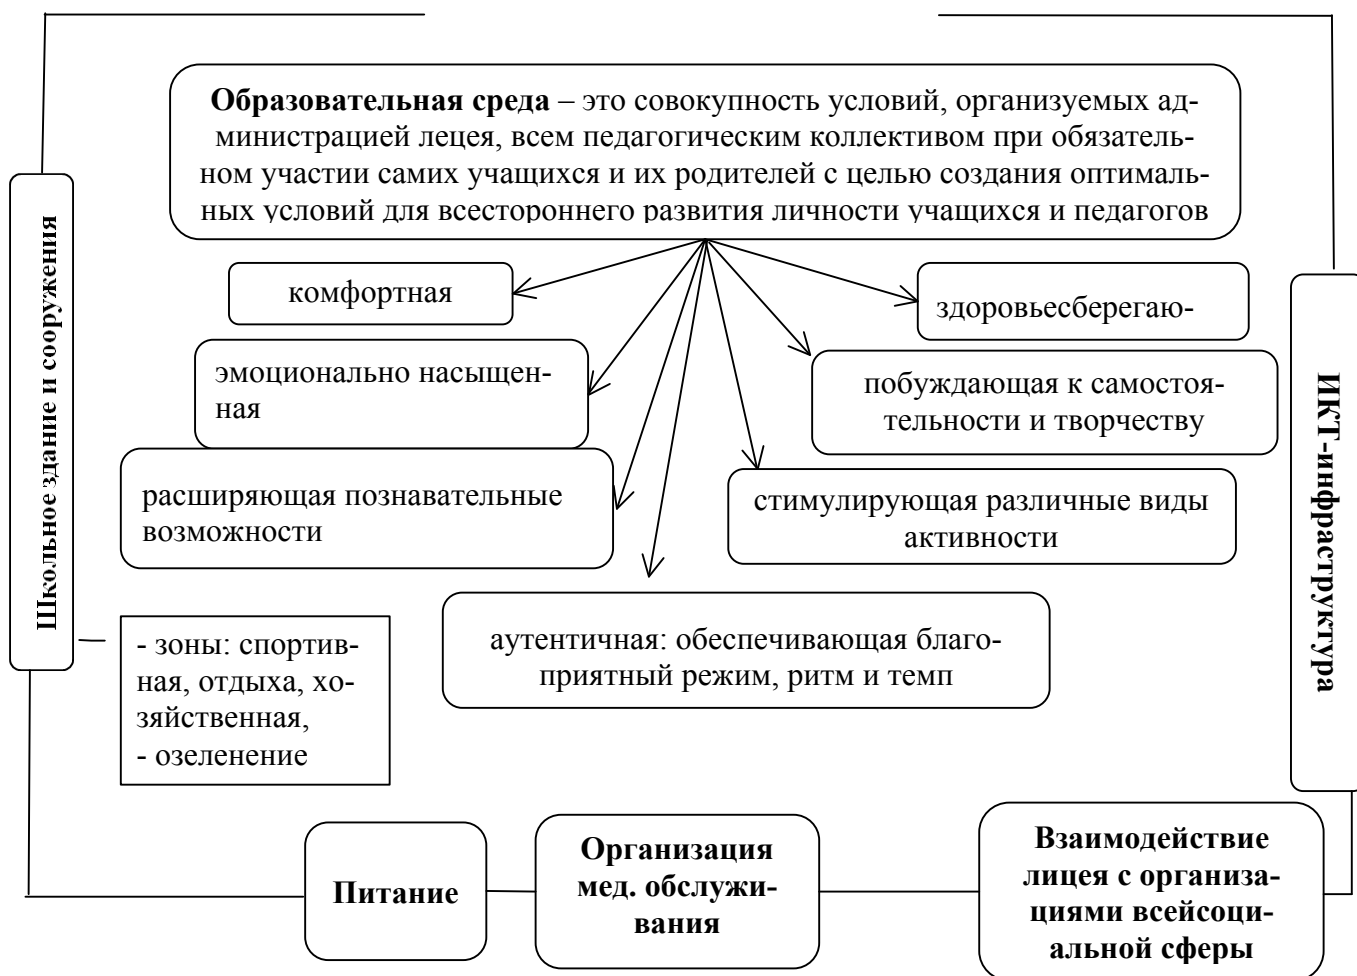 Образовательная среда – это совокупность условий, организуемых ад-
министрацией лецея, всем педагогическим коллективом при обязатель-
ном участии самих учащихся и их родителей с целью создания оптималь-
ных условий для всестороннего развития личности учащихся и педагогов
комфортная
здоровьесберегаю-
эмоционально насыщен-
ная
побуждающая к самостоя-
тельности и творчеству
расширяющая познавательные
возможности
стимулирующая различные виды
активности
аутентичная: обеспечивающая благо-
приятный режим, ритм и темп
Школьное здание и сооружения
- зоны: спортив-
ная, отдыха, хо-
зяйственная,
- озеленение
ИКТ-инфраструктура
Питание
Организация
мед. обслужи-
вания
Взаимодействие
лицея с организа-
циями всейсоци-
альной сферы